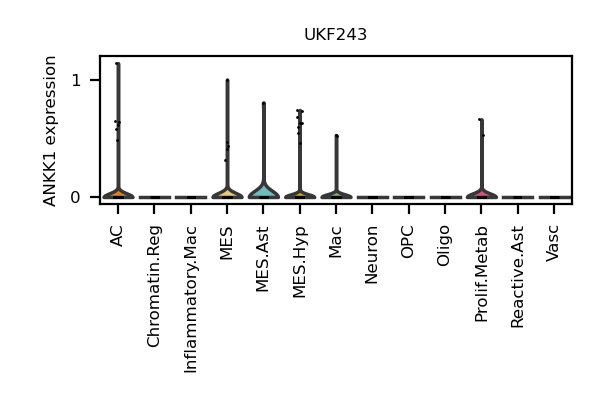 UKF243
ANKK1 expression
1
0
AC
Chromatin.Reg
Inflammatory.Mac
MES
MES.Ast
MES.Hyp
Mac
Neuron
OPC
Oligo
Prolif.Metab
Reactive.Ast
Vasc